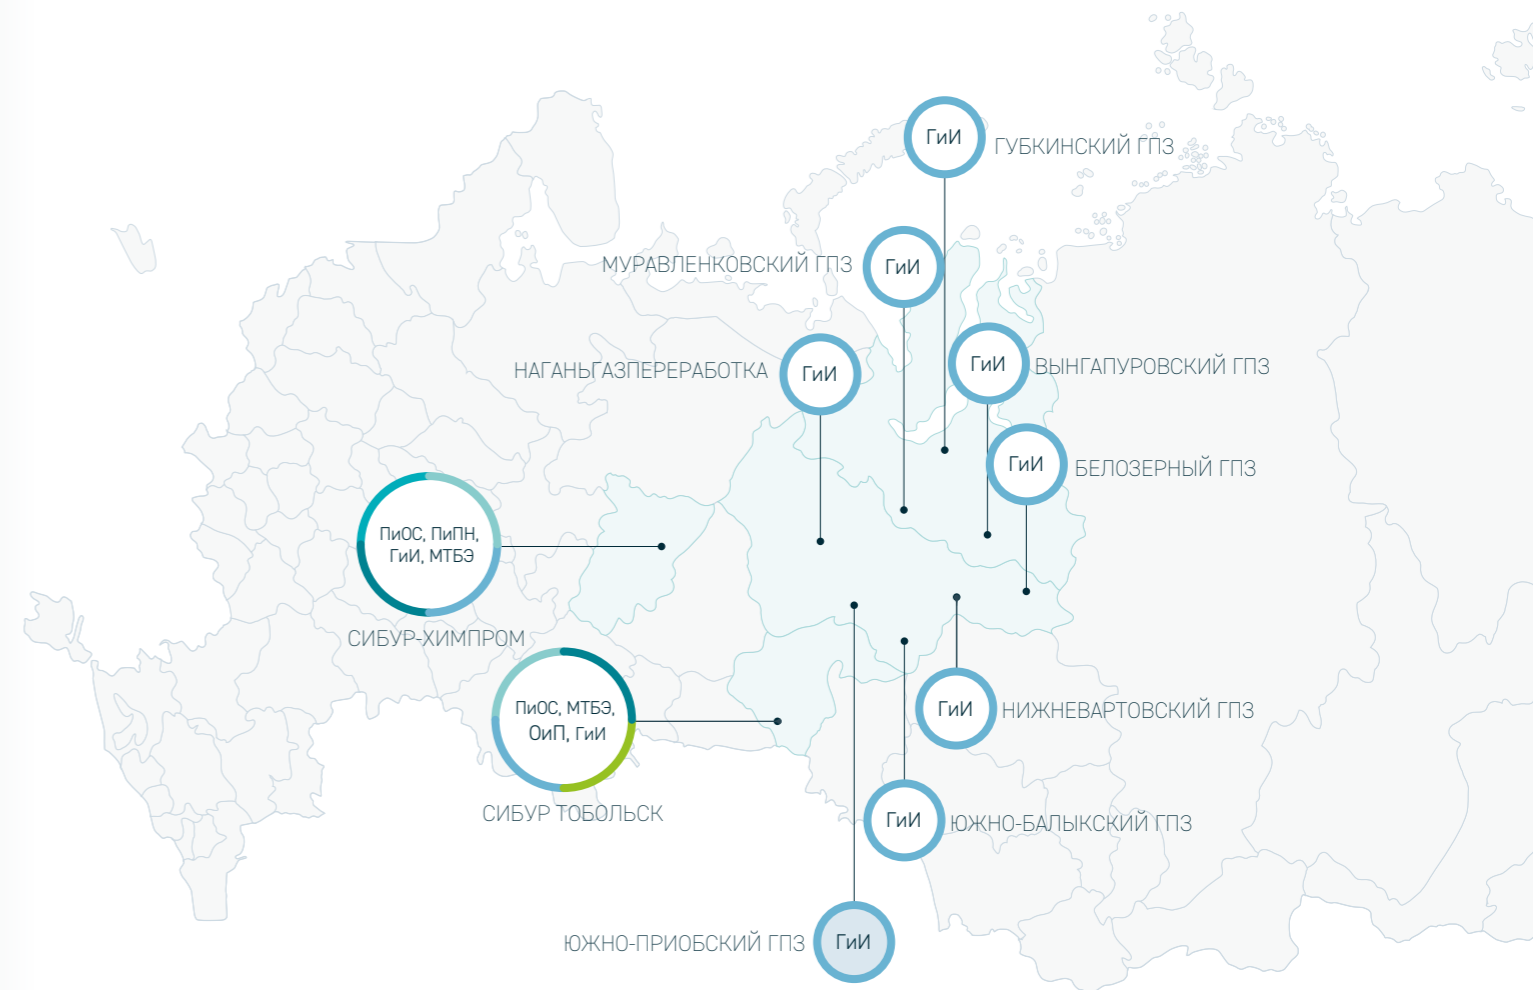 ГиИ
ГУБКИНСКИЙ ГПЗ
МУРАВЛЕНКОВСКИЙ ГПЗ
ГиИ
НАГАНЬГАЗПЕРЕРАБОТКА
ГиИ
ГиИ
ВЫНГАПУРОВСКИЙ ГПЗ
ГиИ
БЕЛОЗЕРНЫЙ ГПЗ
ПиОС, ПиПН,
ГиИ, МТБЭ
СИБУР-ХИМПРОМ
ПиОС, МТБЭ,
ОиП, ГиИ
СИБУР ТОБОЛЬСК
ГиИ
НИЖНЕВАРТОВСКИЙ ГПЗ
ГиИ
ЮЖНО-БАЛЫКСКИЙ ГПЗ
ЮЖНО-ПРИОБСКИЙ ГПЗ
ГиИ